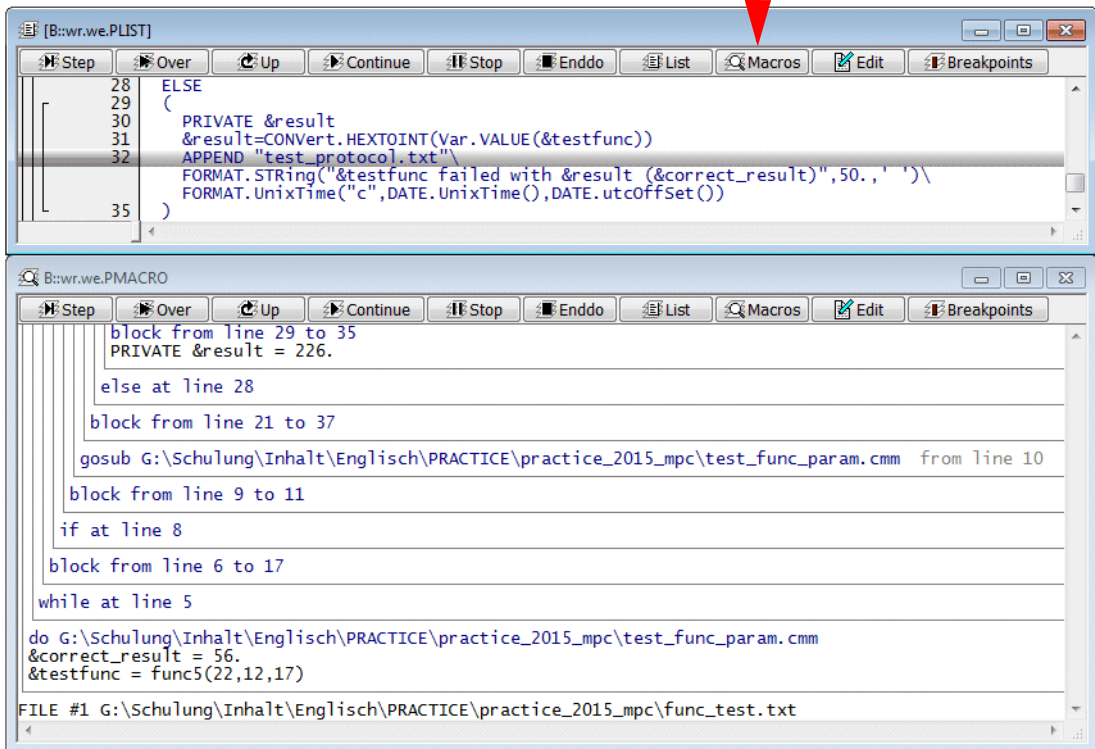 [B::wr.we.PLIST]
Step Over Up Continue Stop Enddo List Macros Edit Breakpoints
28 ELSE
29 (
30 PRIVATE &result
31 &result=CONVert.HEXTOINT(Var.VALUE(&testfunc))
32 APPEND "test_protocol.txt"\
FORMAT.STRing("&testfunc failed with &result (&correct_result)",50.,' ')\
FORMAT.UnixTime("c",DATE.UnixTime(),DATE.utcOffSet())
35 )
B::wr.we.PMACRO
Step Over Up Continue Stop Enddo List Macros Edit Breakpoints
block from line 29 to 35
PRIVATE &result = 226.
else at line 28
block from line 21 to 37
gosub G:\Schulung\Inhalt\Englisch\PRACTICE\practice_2015_mpc\test_func_param.cmm from line 10
block from line 9 to 11
if at line 8
block from line 6 to 17
while at line 5
do G:\Schulung\Inhalt\Englisch\PRACTICE\practice_2015_mpc\test_func_param.cmm
&correct_result = 56.
&testfunc = func5(22,12,17)
FILE #1 G:\Schulung\Inhalt\Englisch\PRACTICE\practice_2015_mpc\func_test.txt